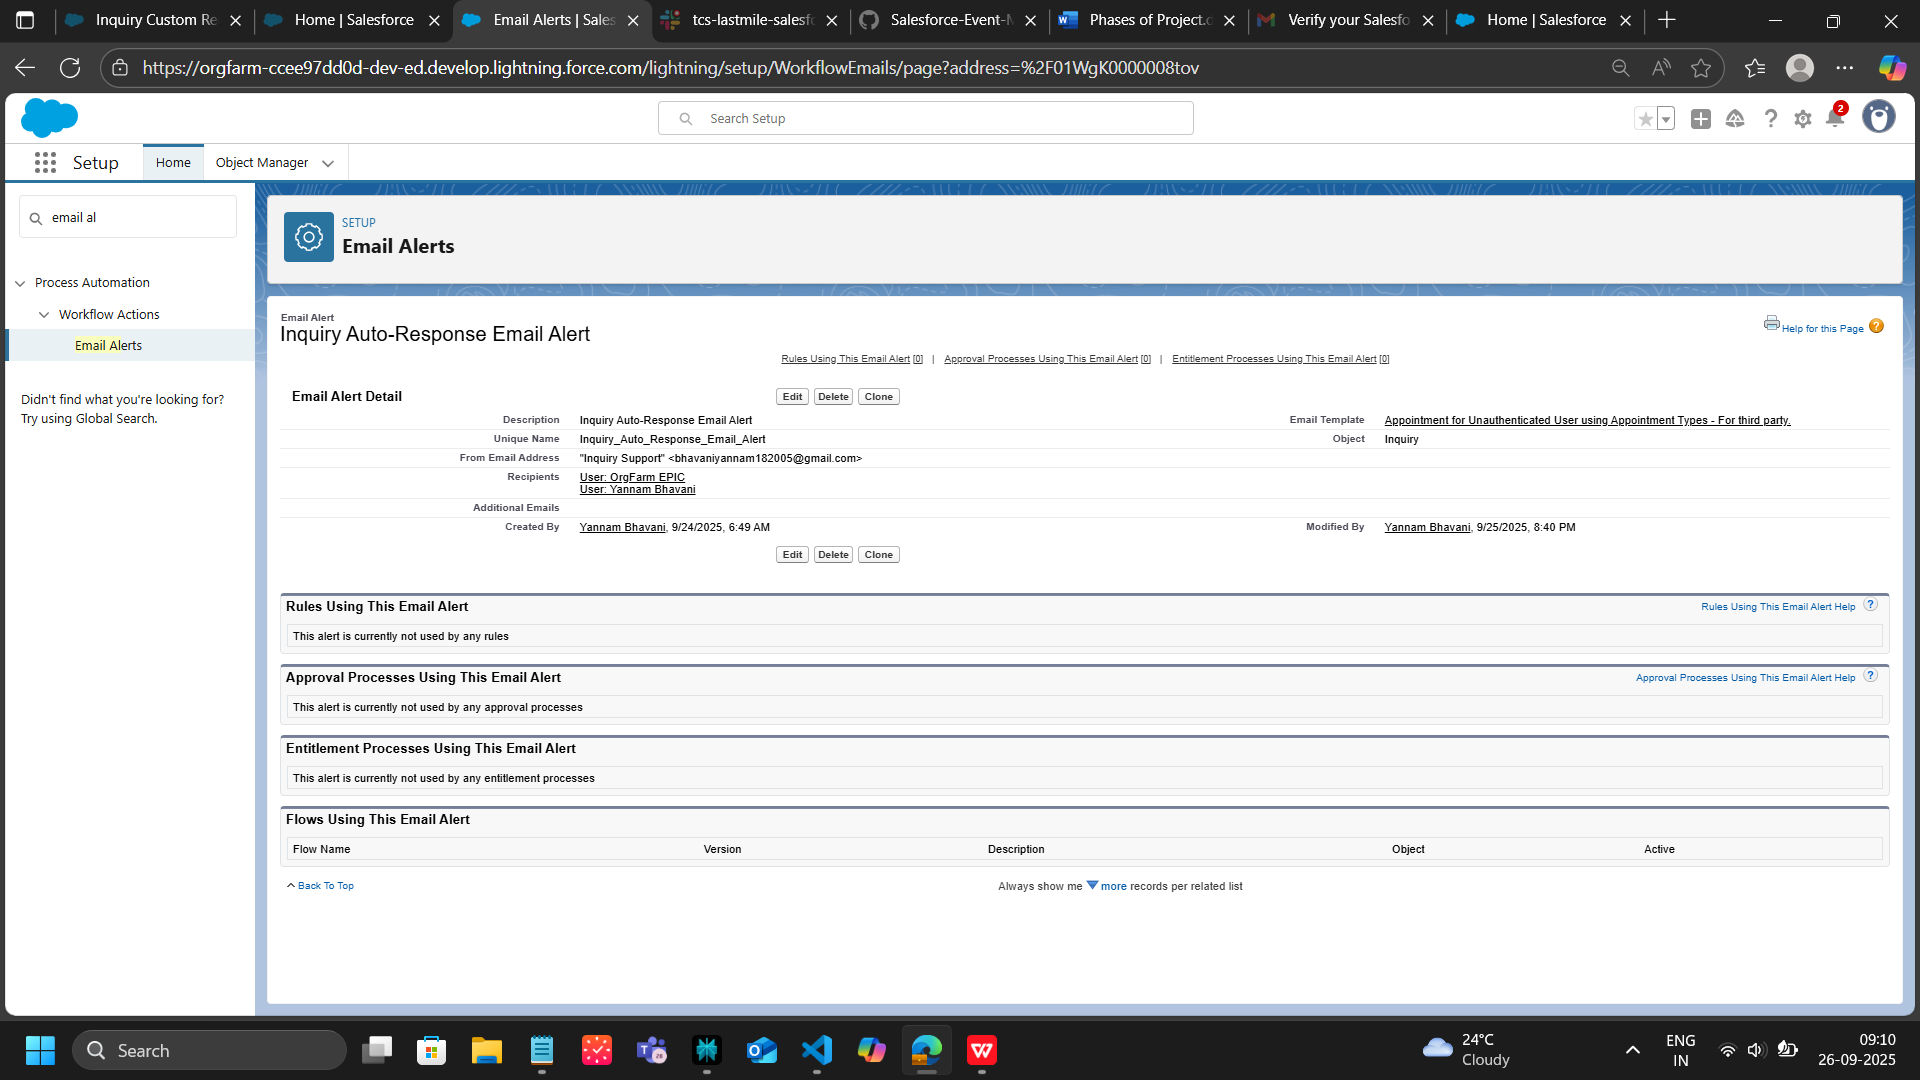 Inquiry Custom Re
Home | Salesforce
Email Alerts | Sales
tcs-lastmile-salesfo
Salesforce-Event-M
Phases of Project.d
Verify your Salesfo
Home | Salesforce
https://orgfarm-ccee97dd0d-dev-ed.develop.lightning.force.com/lightning/setup/WorkflowEmails/page?address=%2F01WgK0000008tov
Search Setup
2
Setup
Home
Object Manager
email al
SETUP
Email Alerts
Process Automation
Workflow Actions
Email Alerts
Didn't find what you're looking for?
Try using Global Search.
Email Alert
Inquiry Auto-Response Email Alert
Help for this Page
Rules Using This Email Alert [0] | Approval Processes Using This Email Alert [0] | Entitlement Processes Using This Email Alert [0]
Email Alert Detail
Edit Delete Clone
Description Inquiry Auto-Response Email Alert
Email Template Appointment for Unauthenticated User using Appointment Types - For third party.
Unique Name Inquiry_Auto_Response_Email_Alert
Object Inquiry
From Email Address "Inquiry Support" <bhavaniyannam182005@gmail.com>
Recipients User: OrgFarm EPIC
User: Yannam Bhavani
Additional Emails
Created By Yannam Bhavani, 9/24/2025, 6:49 AM
Modified By Yannam Bhavani, 9/25/2025, 8:40 PM
Edit Delete Clone
Rules Using This Email Alert
Rules Using This Email Alert Help ?
This alert is currently not used by any rules
Approval Processes Using This Email Alert
Approval Processes Using This Email Alert Help ?
This alert is currently not used by any approval processes
Entitlement Processes Using This Email Alert
This alert is currently not used by any entitlement processes
Flows Using This Email Alert
Flow Name Version Description Object Active
Back To Top
Always show me more records per related list
Search
28
24°C
Cloudy
ENG
IN
09:10
26-09-2025